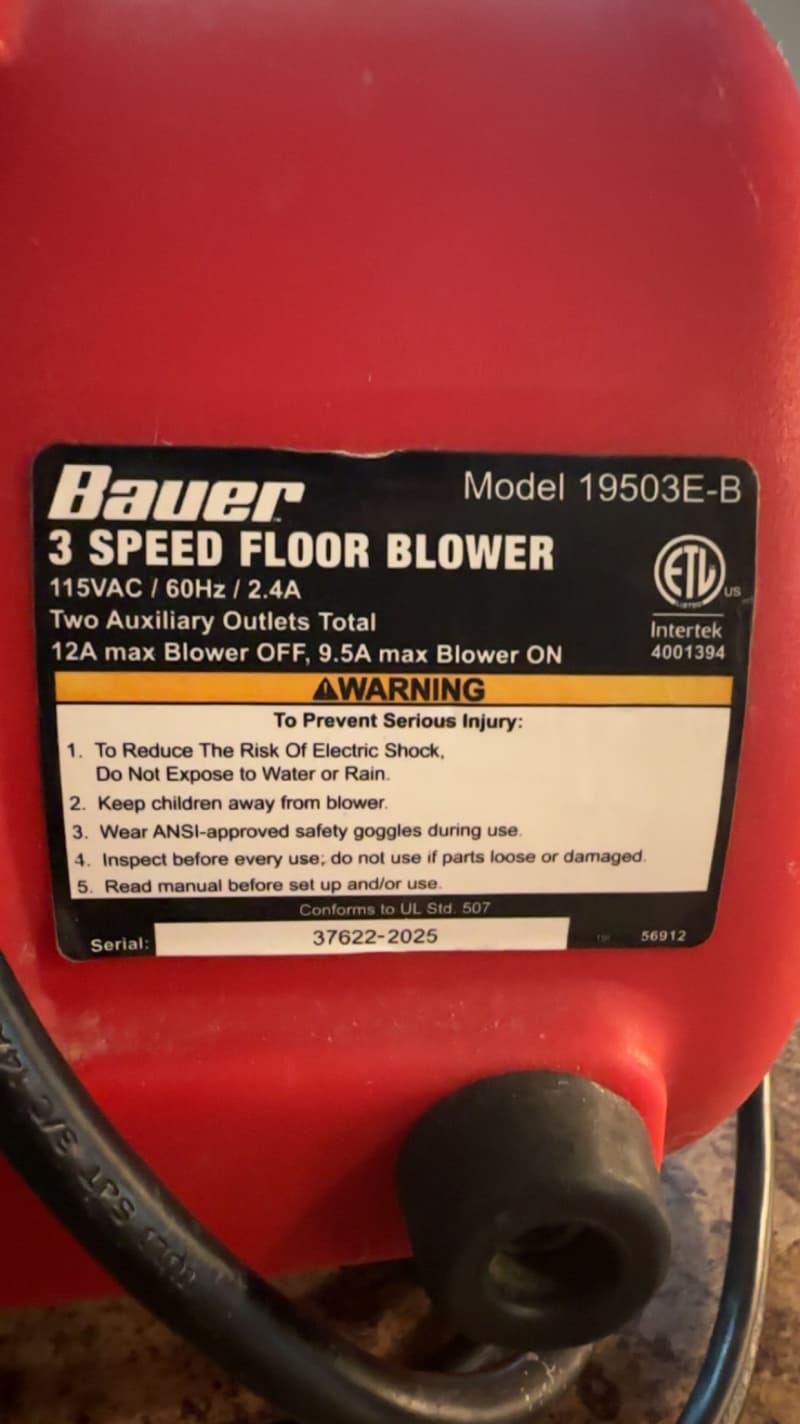 Bauer
Model 19503E-B
3 SPEED FLOOR BLOWER
115VAC / 60Hz / 2.4A
Two Auxiliary Outlets Total
12A max Blower OFF, 9.5A max Blower ON
ETL
LISTED
US
Intertek
4001394
⚠WARNING
To Prevent Serious Injury:
1. To Reduce The Risk Of Electric Shock,
Do Not Expose to Water or Rain.
2. Keep children away from blower.
3. Wear ANSI-approved safety goggles during use.
4. Inspect before every use; do not use if parts loose or damaged.
5. Read manual before set up and/or use.
Conforms to UL Std. 507
Serial: 37622-2025
56912
SJT 3/C 14A